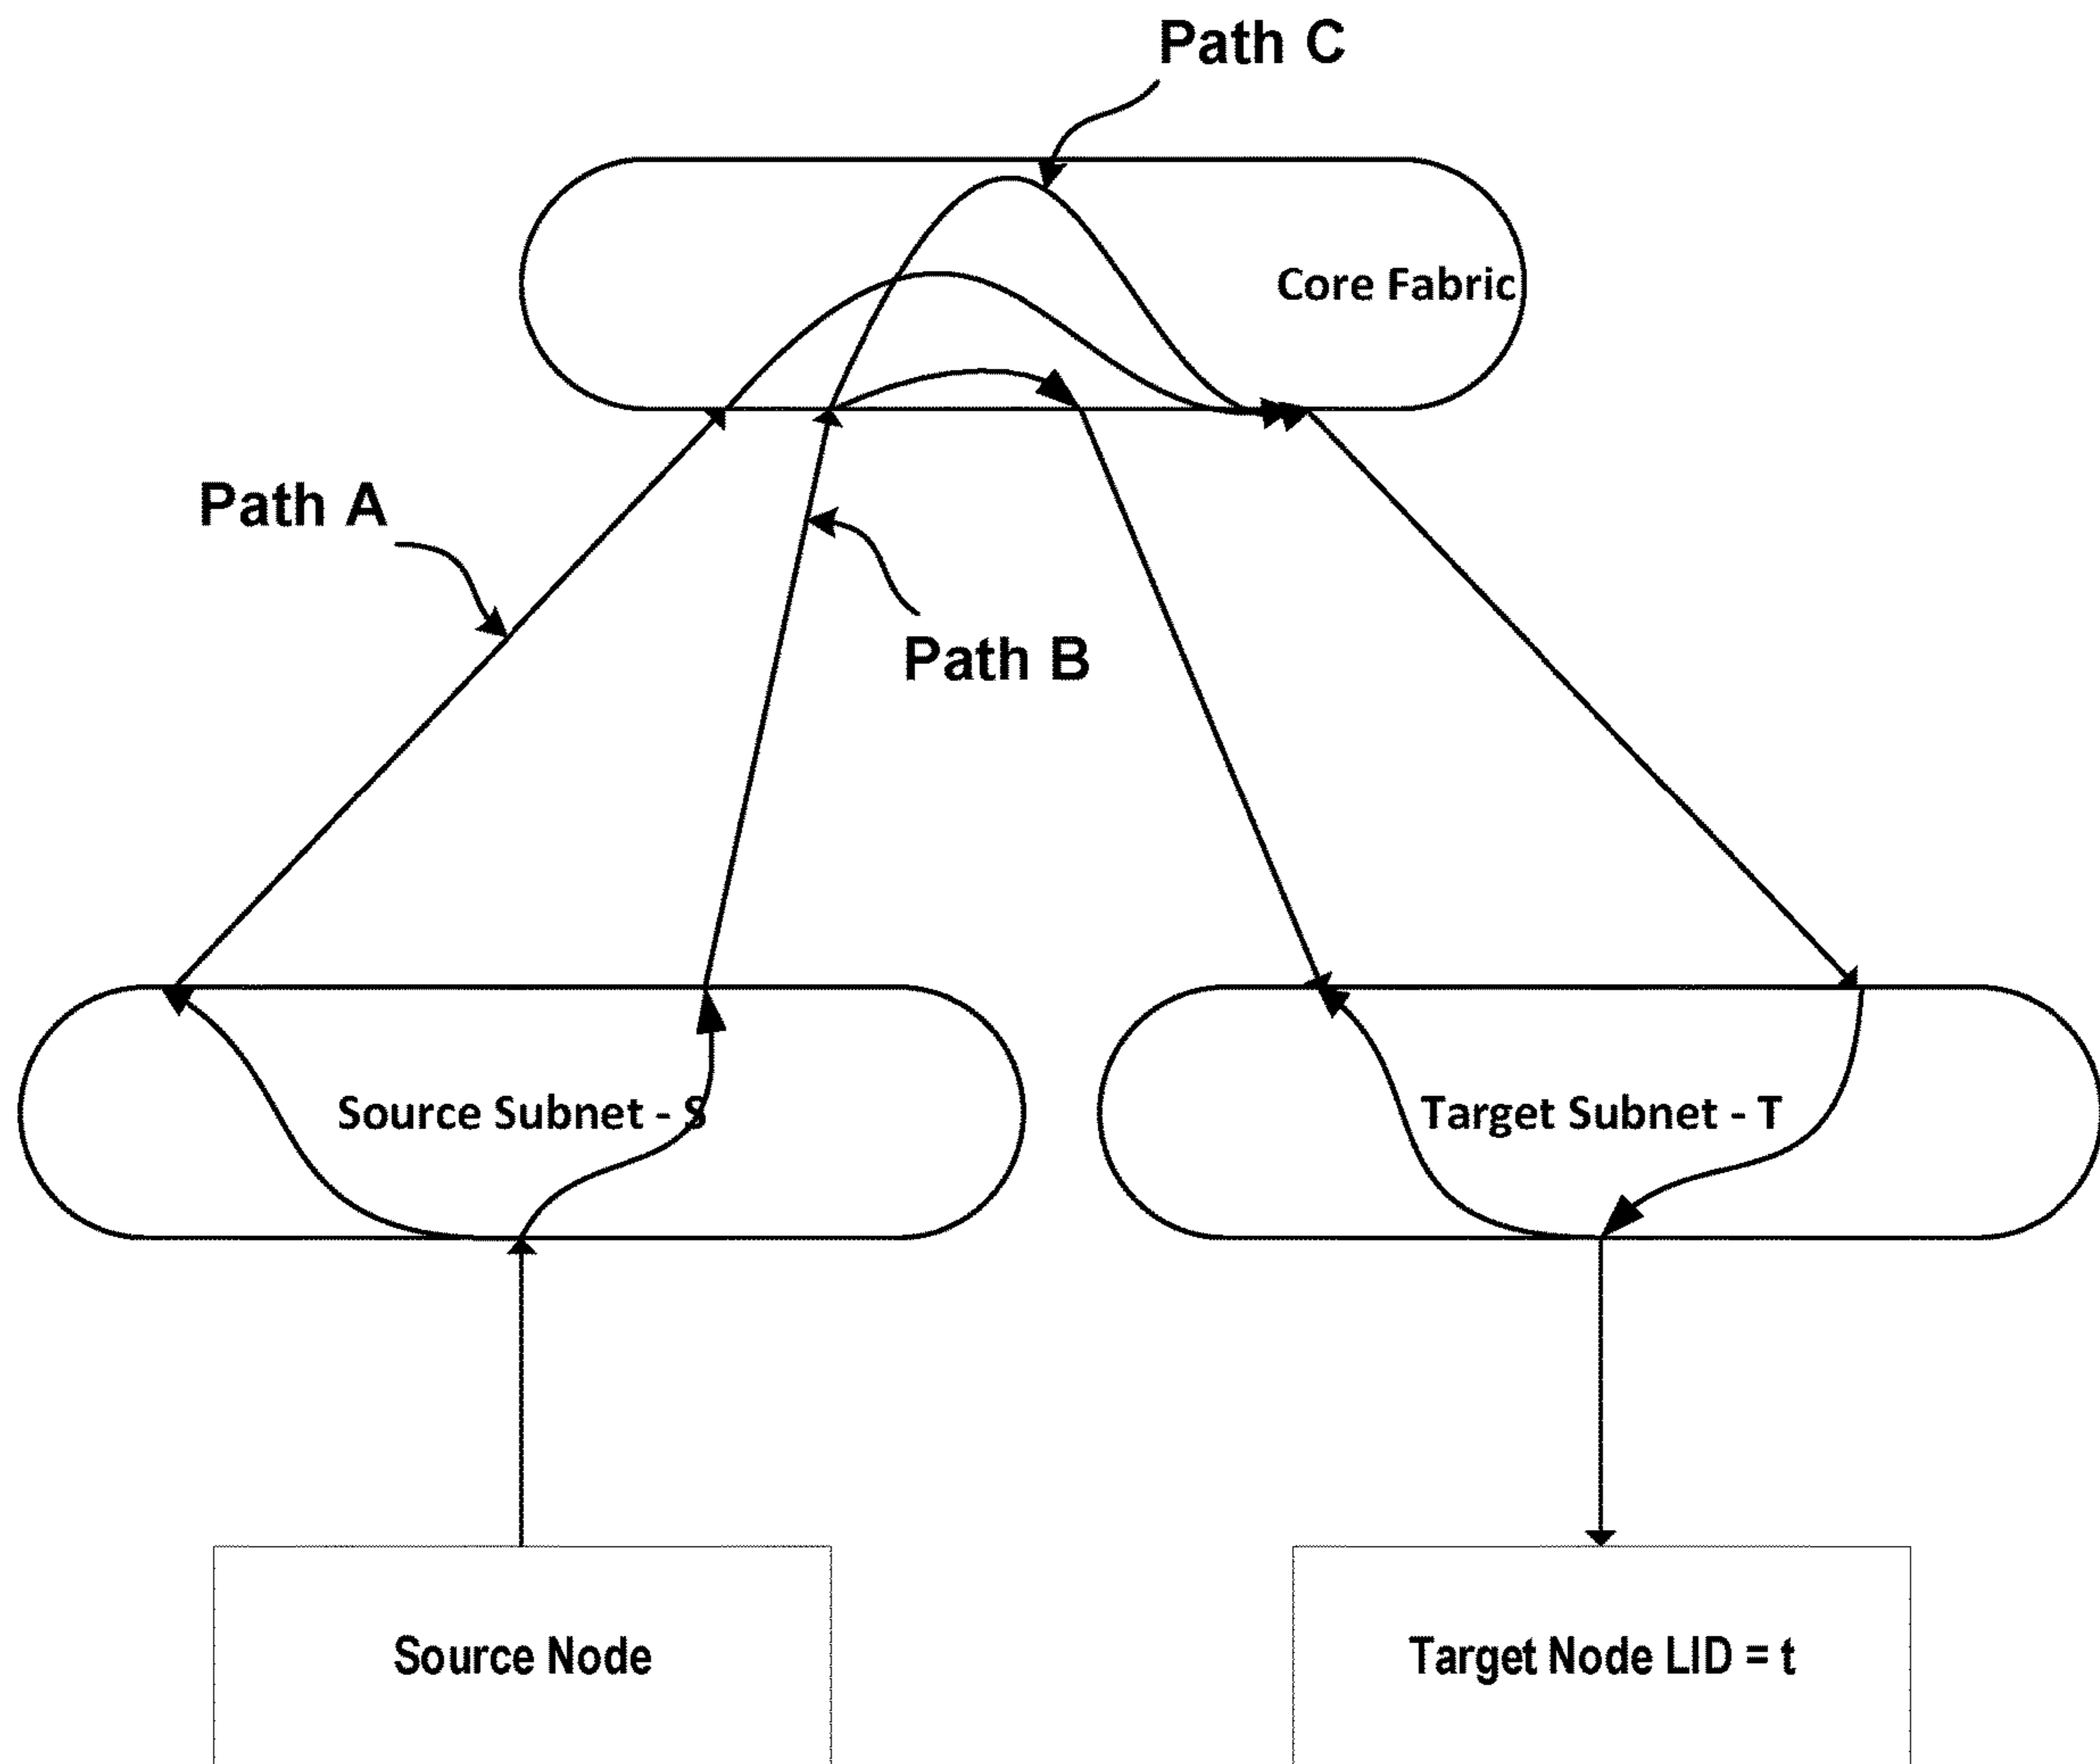 Path C
Core Fabric
Path A
Path B
Source Subnet - S
Target Subnet - T
Source Node
Target Node LID = t